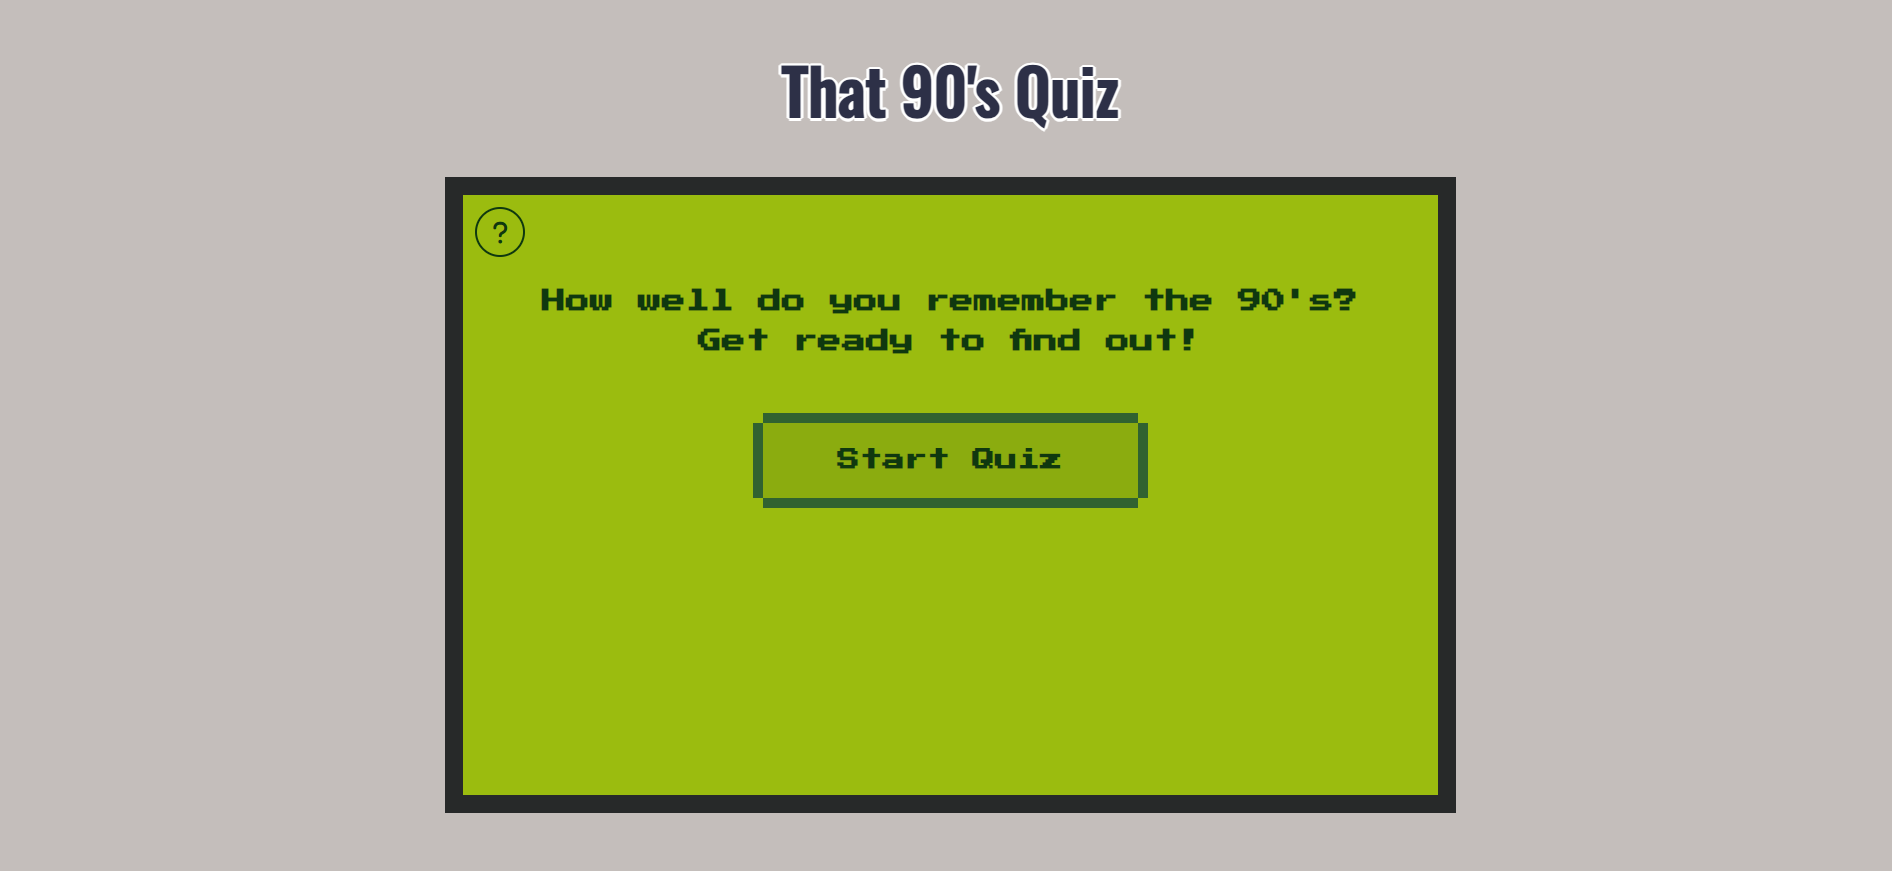 That 90's Quiz
?
How well do you remember the 90's?
Get ready to find out!
Start Quiz